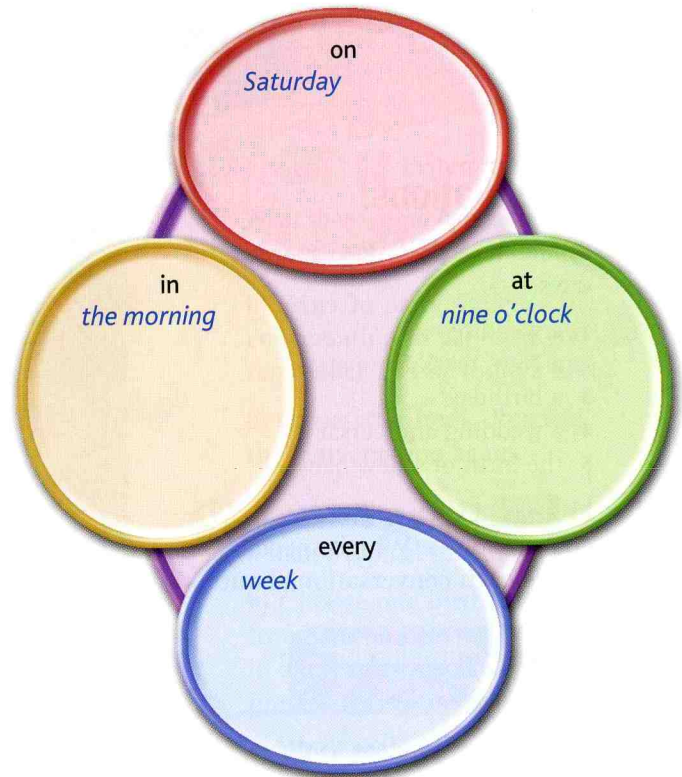 on
Saturday
in
the morning
at
nine o'clock
every
week